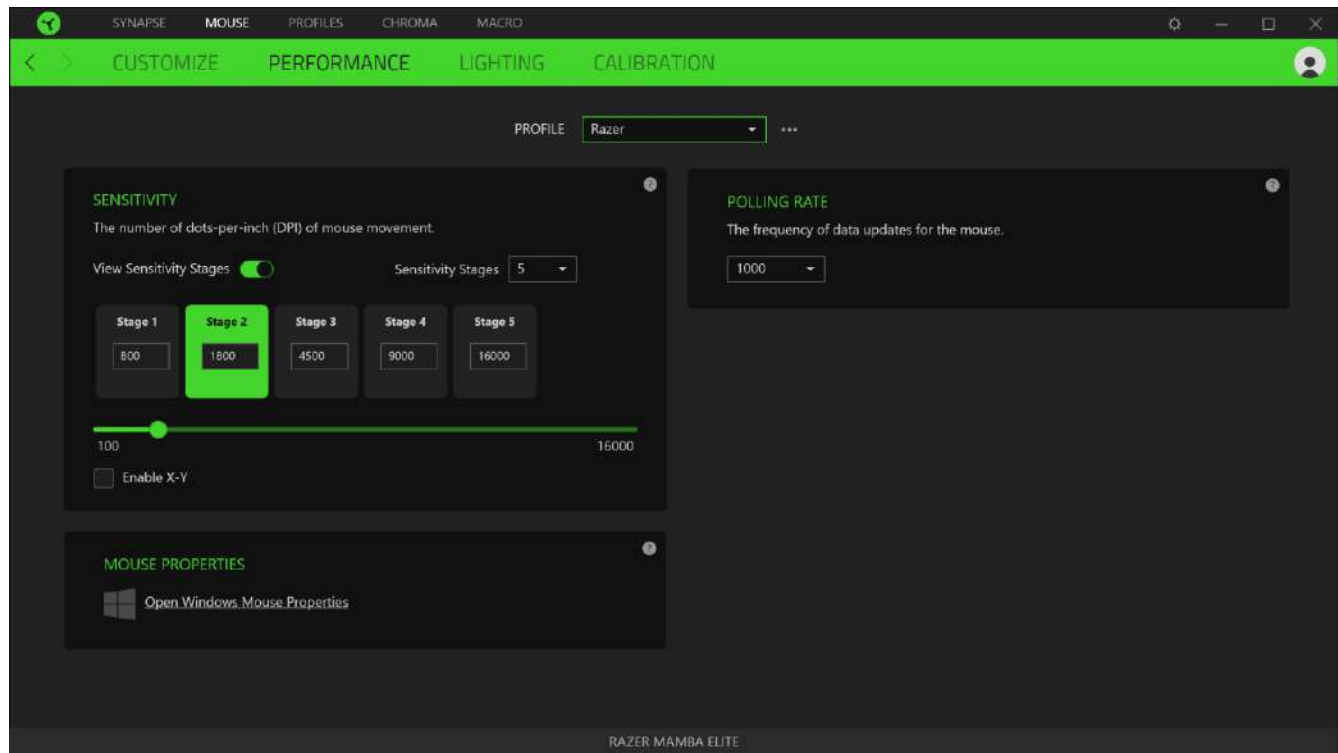 SYNAPSE MOUSE PROFILES CHROMA MACRO
CUSTOMIZE PERFORMANCE LIGHTING CALIBRATION
PROFILE Razer
SENSITIVITY
The number of dots-per-inch (DPI) of mouse movement.
View Sensitivity Stages Sensitivity Stages 5
Stage 1 Stage 2 Stage 3 Stage 4 Stage 5
800 1800 4500 9000 16000
100 16000
Enable X-Y
POLLING RATE
The frequency of data updates for the mouse.
1000
MOUSE PROPERTIES
Open Windows Mouse Properties
RAZER MAMBA ELITE